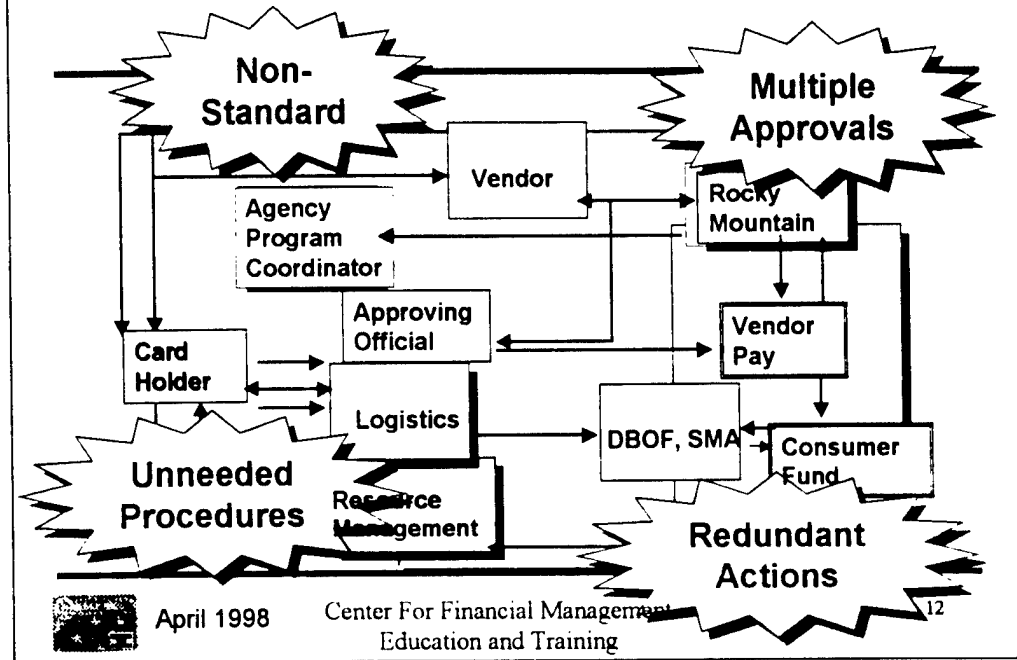 Non-
Standard
Multiple
Approvals
Vendor
Rocky
Mountain
Agency
Program
Coordinator
Approving
Official
Vendor
Pay
Card
Holder
Logistics
DBOF, SMA
Consumer
Fund
Unneeded
Procedures
Resource
Management
Redundant
Actions
April 1998
Center For Financial Management
Education and Training
12